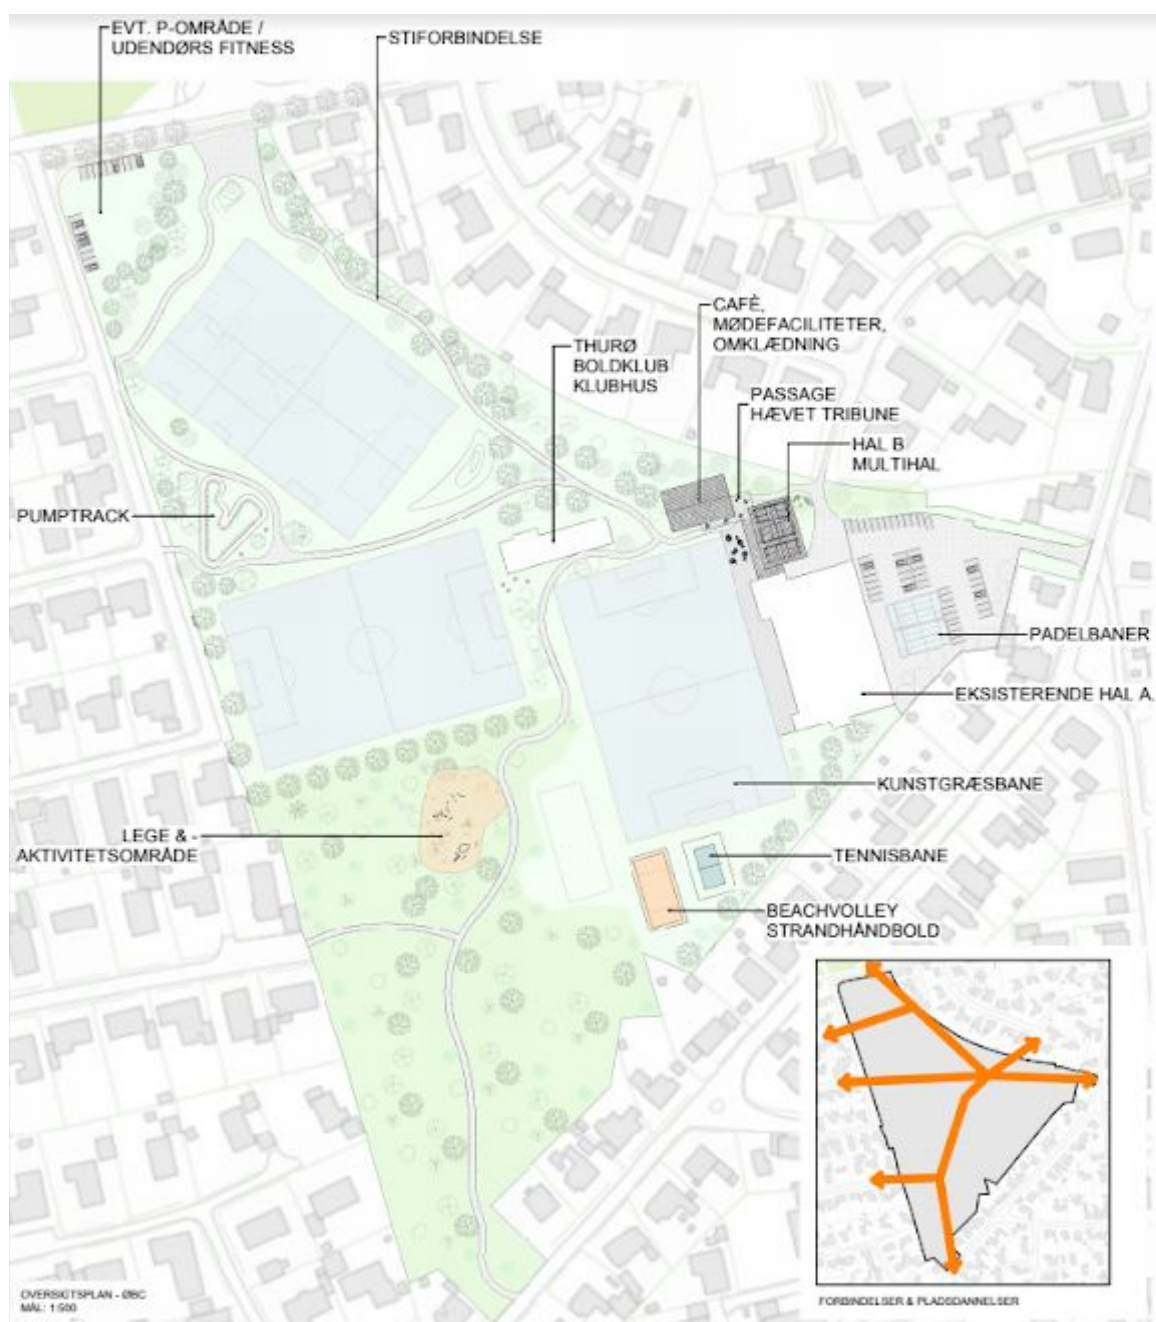 EVT. P-OMRÅDE /
UDENDØRS FITNESS
STIFORBINDELSE
CAFÈ,
MØDEFACILITETER,
OMKLÆDNING
THURØ
BOLDKLUB
KLUBHUS
PASSAGE
HÆVET TRIBUNE
HAL B
MULTIHAL
PUMPTRACK
PADELBANER
EKSISTERENDE HAL A.
KUNSTGRÆSBANE
LEGE & -
AKTIVITETSOMRÅDE
TENNISBANE
BEACHVOLLEY
STRANDHÅNDBOLD
OVERSIGTSPLAN - ØBC
MÅL: 1:500
FORBINDELSER & PLADSDANNELSER